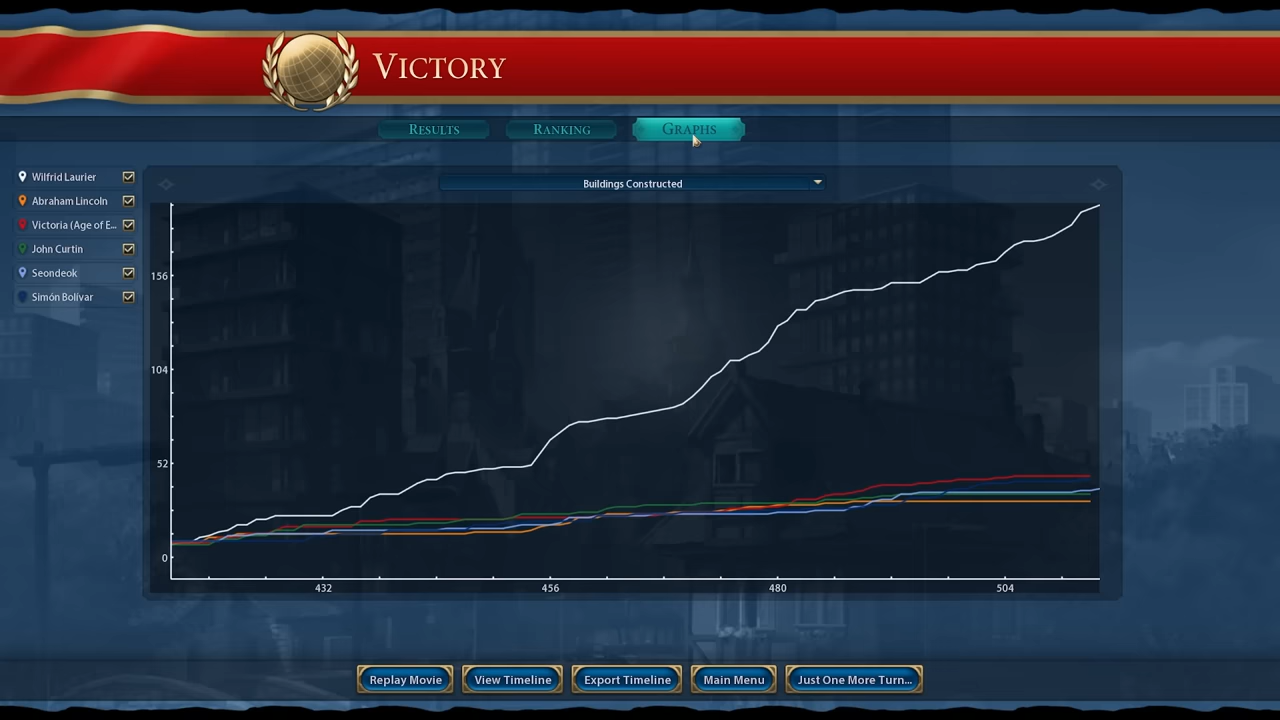 VICTORY
RESULTS
RANKING
GRAPHS
Wilfrid Laurier
Abraham Lincoln
Victoria (Age of E...
John Curtin
Seondeok
Simón Bolívar
Buildings Constructed
156
104
52
0
432
456
480
504
Replay Movie
View Timeline
Export Timeline
Main Menu
Just One More Turn...